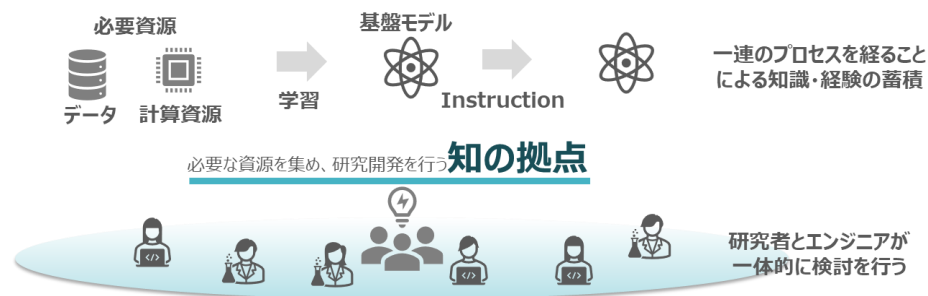 必要資源
データ
計算資源
学習
基盤モデル
Instruction
一連のプロセスを経ること
による知識・経験の蓄積
必要な資源を集め、研究開発を行う知の拠点
研究者とエンジニアが
一体的に検討を行う